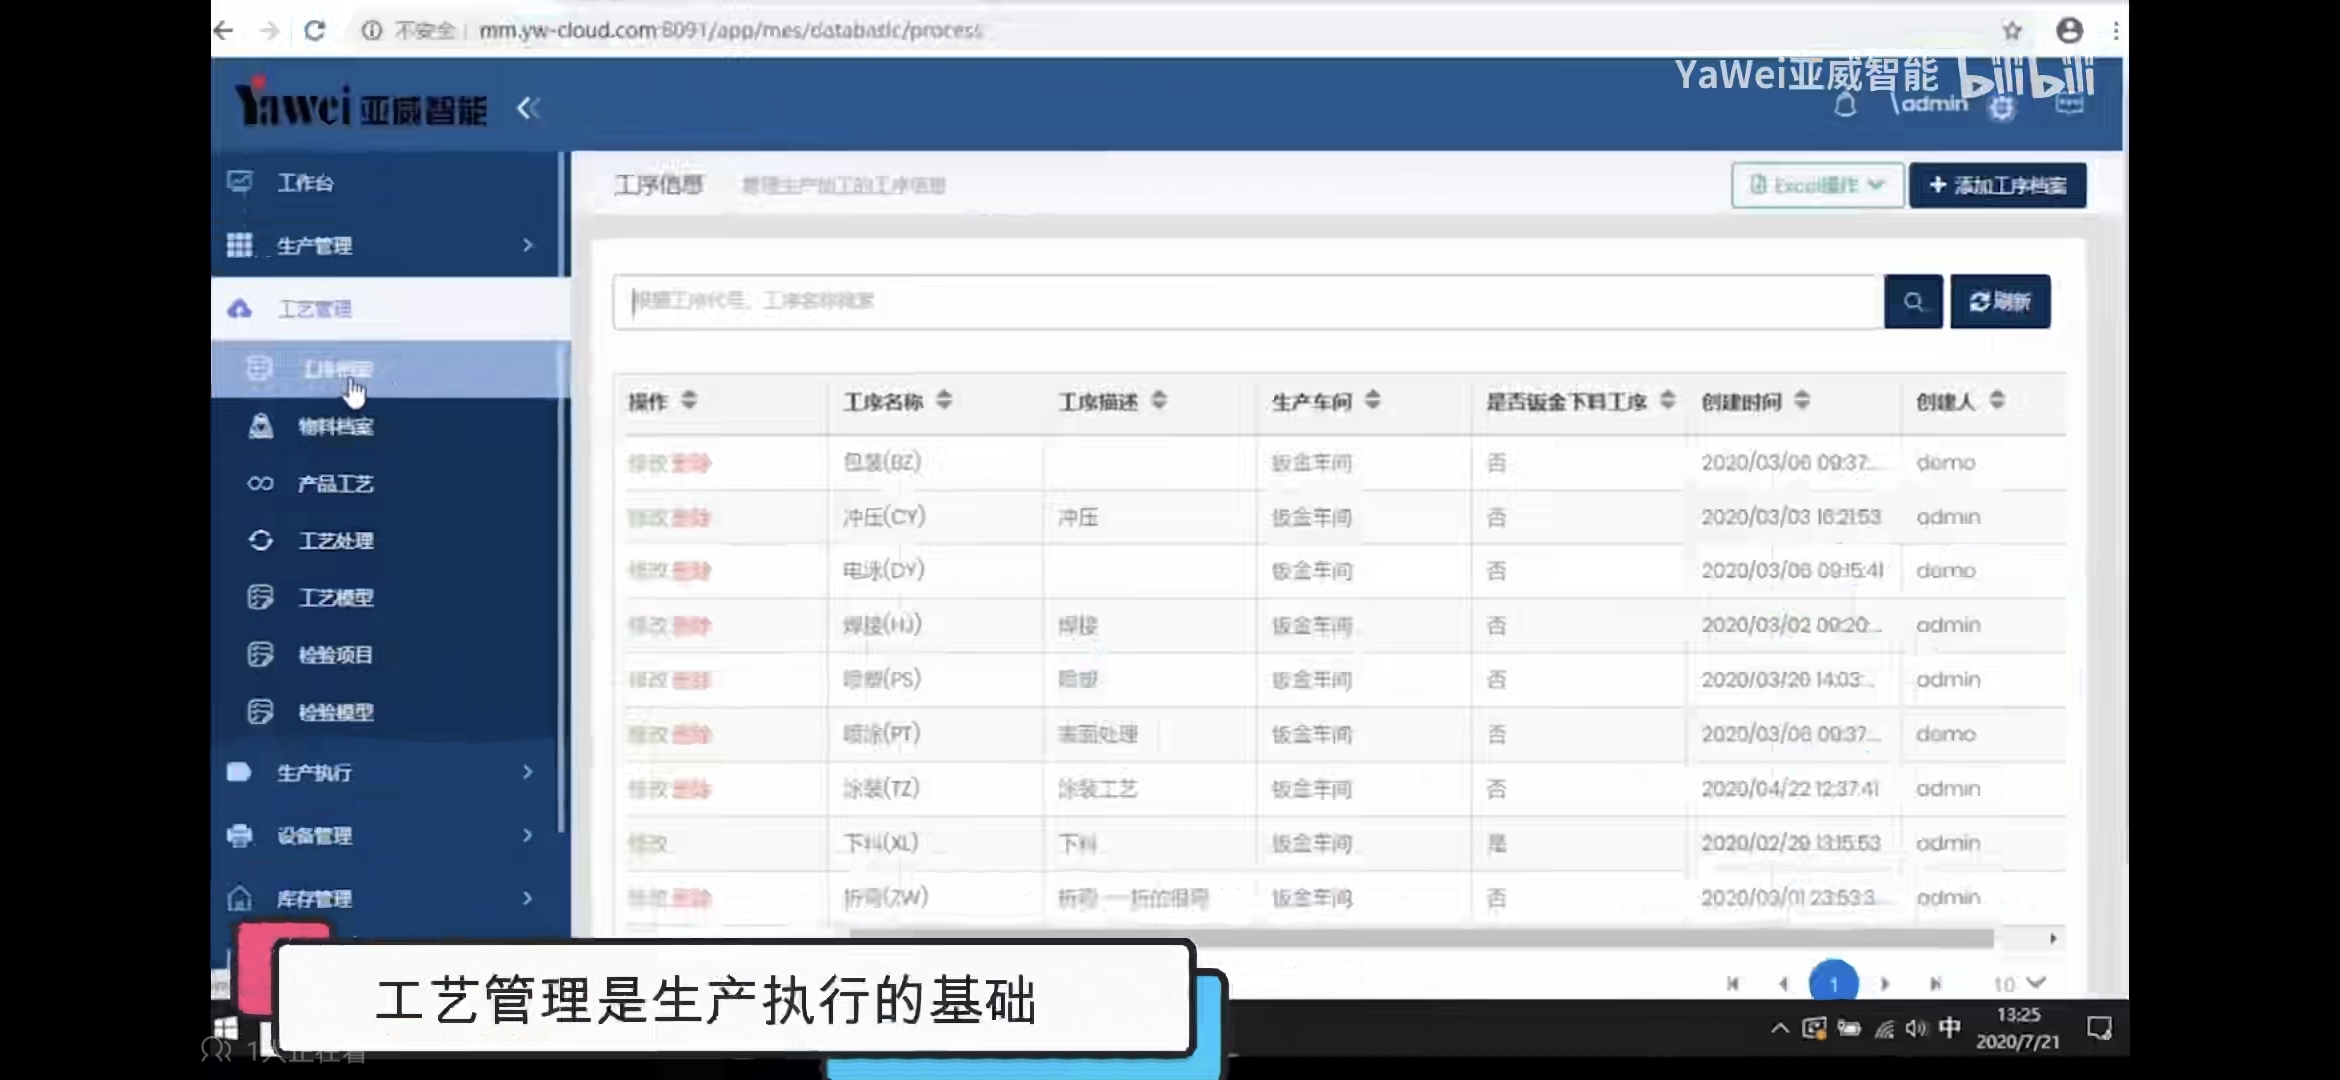 不安全 | mm.yw-cloud.com:8091/app/mes/databasic/process
YaWei亚威智能 bilibili
Yawei 亚威智能
\admin
工作台
生产管理
工艺管理
工序档案
物料档案
产品工艺
工艺处理
工艺模型
检验项目
检验模型
生产执行
设备管理
库存管理
工序信息 管理生产加工的工序信息
Excel操作
+ 添加工序档案
根据工序代号、工序名称检索
刷新
操作 工序名称 工序描述 生产车间 是否钣金下料工序 创建时间 创建人
修改 删除 包装(BZ) 钣金车间 否 2020/03/06 09:37... demo
修改 删除 冲压(CY) 冲压 钣金车间 否 2020/03/03 16:21:53 admin
修改 删除 电泳(DY) 钣金车间 否 2020/03/06 09:15:41 demo
修改 删除 焊接(HJ) 焊接 钣金车间 否 2020/03/02 09:20:... admin
修改 删除 喷塑(PS) 喷塑 钣金车间 否 2020/03/20 14:03:... admin
修改 删除 喷涂(PT) 表面处理 钣金车间 否 2020/03/06 09:37:... demo
修改 删除 涂装(TZ) 涂装工艺 钣金车间 否 2020/04/22 12:37:41 admin
修改 下料(XL) 下料 钣金车间 是 2020/02/29 13:15:53 admin
修改 删除 折弯(ZW) 折弯 一折的很弯 钣金车间 否 2020/03/01 23:53:3... admin
1
10
工艺管理是生产执行的基础
1人正在看
中
13:25
2020/7/21